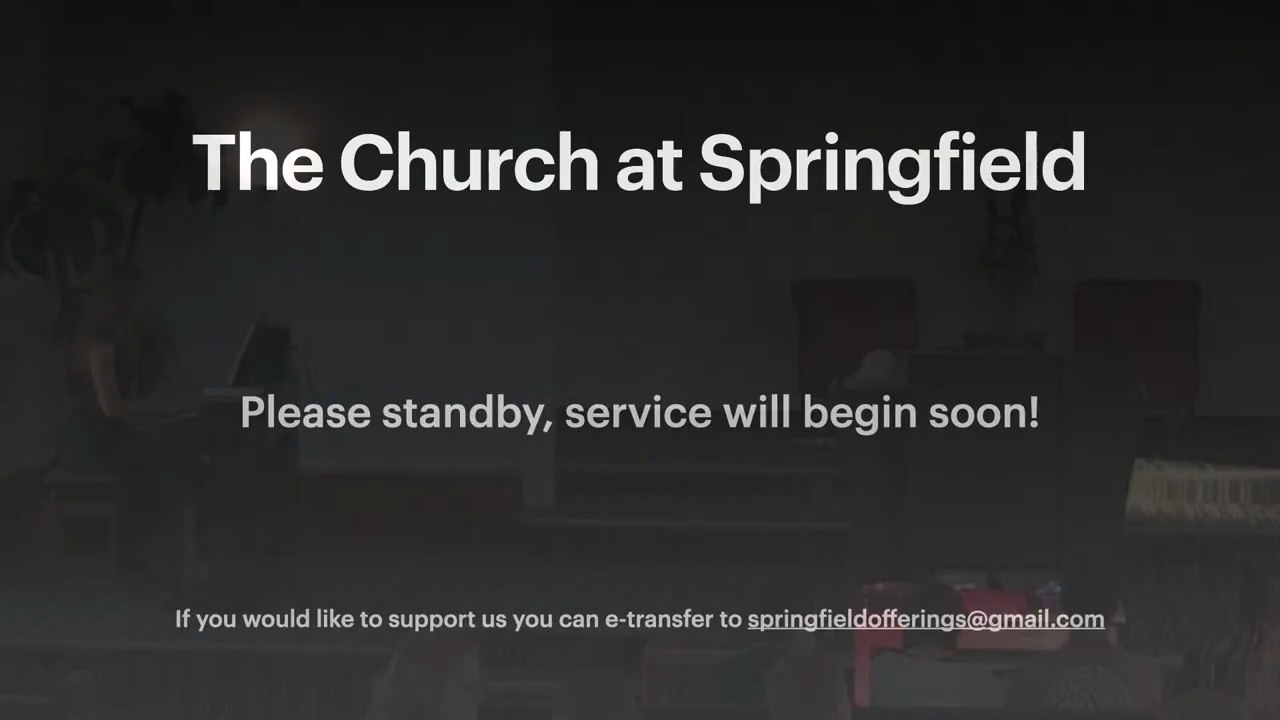 The Church at Springfield
Please standby, service will begin soon!
If you would like to support us you can e-transfer to springfieldofferings@gmail.com